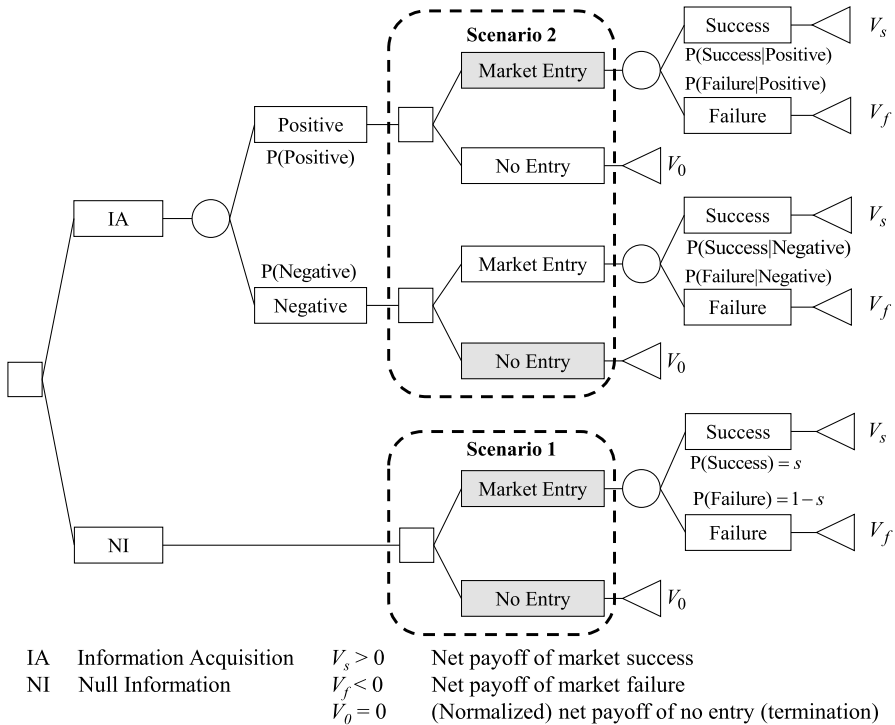 Scenario 2
Success
V_s
P(Success|Positive)
Market Entry
P(Failure|Positive)
Failure
V_f
Positive
P(Positive)
No Entry
V_0
IA
Success
V_s
P(Success|Negative)
Market Entry
P(Failure|Negative)
P(Negative)
Negative
Failure
V_f
No Entry
V_0
Scenario 1
Success
V_s
P(Success) = s
Market Entry
P(Failure) = 1 − s
NI
Failure
V_f
No Entry
V_0
IA Information Acquisition V_s > 0 Net payoff of market success
NI Null Information V_f < 0 Net payoff of market failure
V_0 = 0 (Normalized) net payoff of no entry (termination)